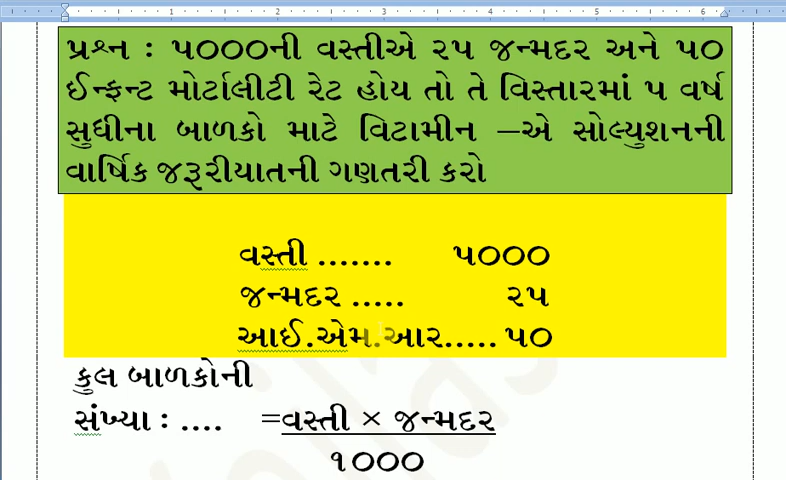 પ્રશ્ન : ૫૦૦૦ની વસ્તીએ ૨૫ જન્મદર અને ૫૦
ઈન્ફન્ટ મોર્ટાલીટી રેટ હોય તો તે વિસ્તારમાં ૫ વર્ષ
સુધીના બાળકો માટે વિટામીન –એ સોલ્યુશનની
વાર્ષિક જરૂરીયાતની ગણતરી કરો
વસ્તી ....... ૫૦૦૦
જન્મદર ..... ૨૫
આઈ.એમ.આર..... ૫૦
કુલ બાળકોની
સંખ્યા : .... =વસ્તી × જન્મદર
૧૦૦૦